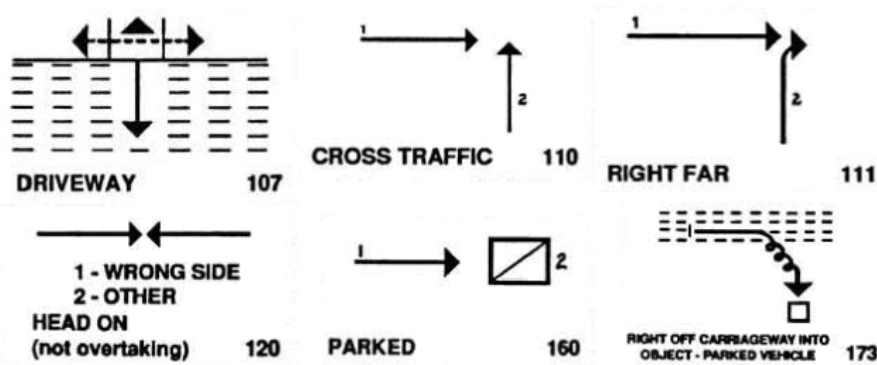 DRIVEWAY 107
1
2
CROSS TRAFFIC 110
1
2
RIGHT FAR 111
1 - WRONG SIDE
2 - OTHER
HEAD ON
(not overtaking) 120
1
2
PARKED 160
1
RIGHT OFF CARRIAGEWAY INTO
OBJECT - PARKED VEHICLE 173